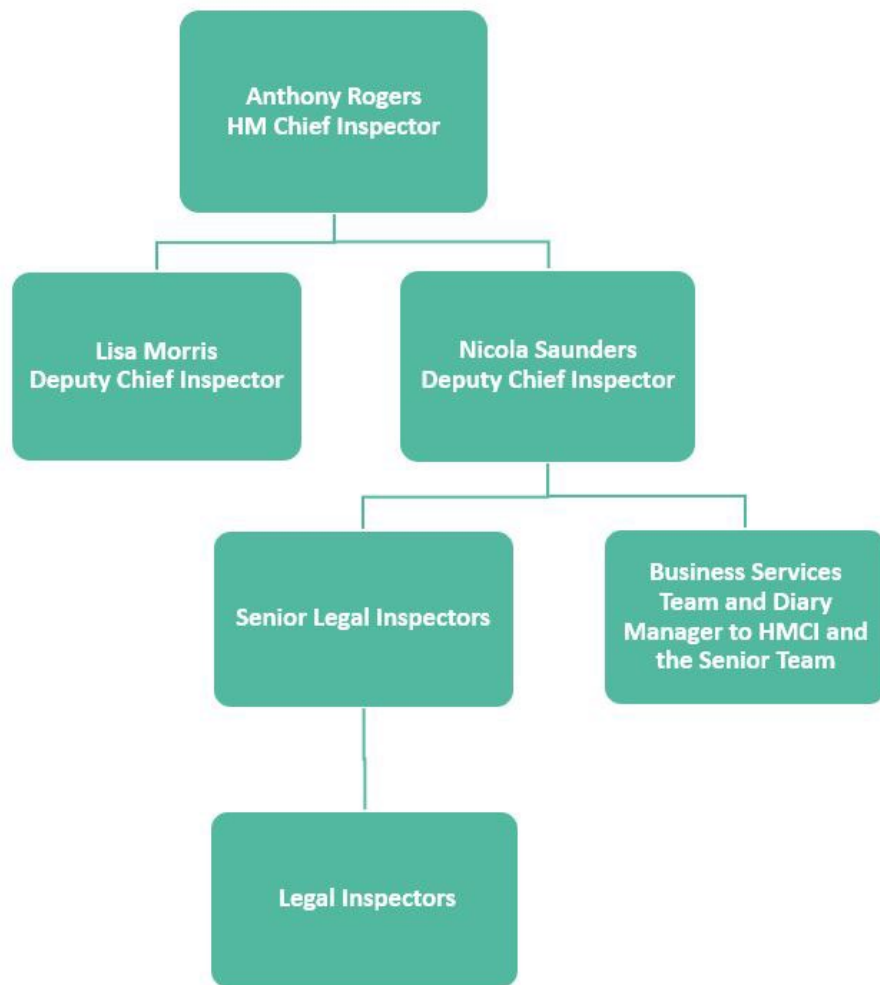 Anthony Rogers
HM Chief Inspector
Lisa Morris
Deputy Chief Inspector
Nicola Saunders
Deputy Chief Inspector
Senior Legal Inspectors
Business Services
Team and Diary
Manager to HMCI and
the Senior Team
Legal Inspectors